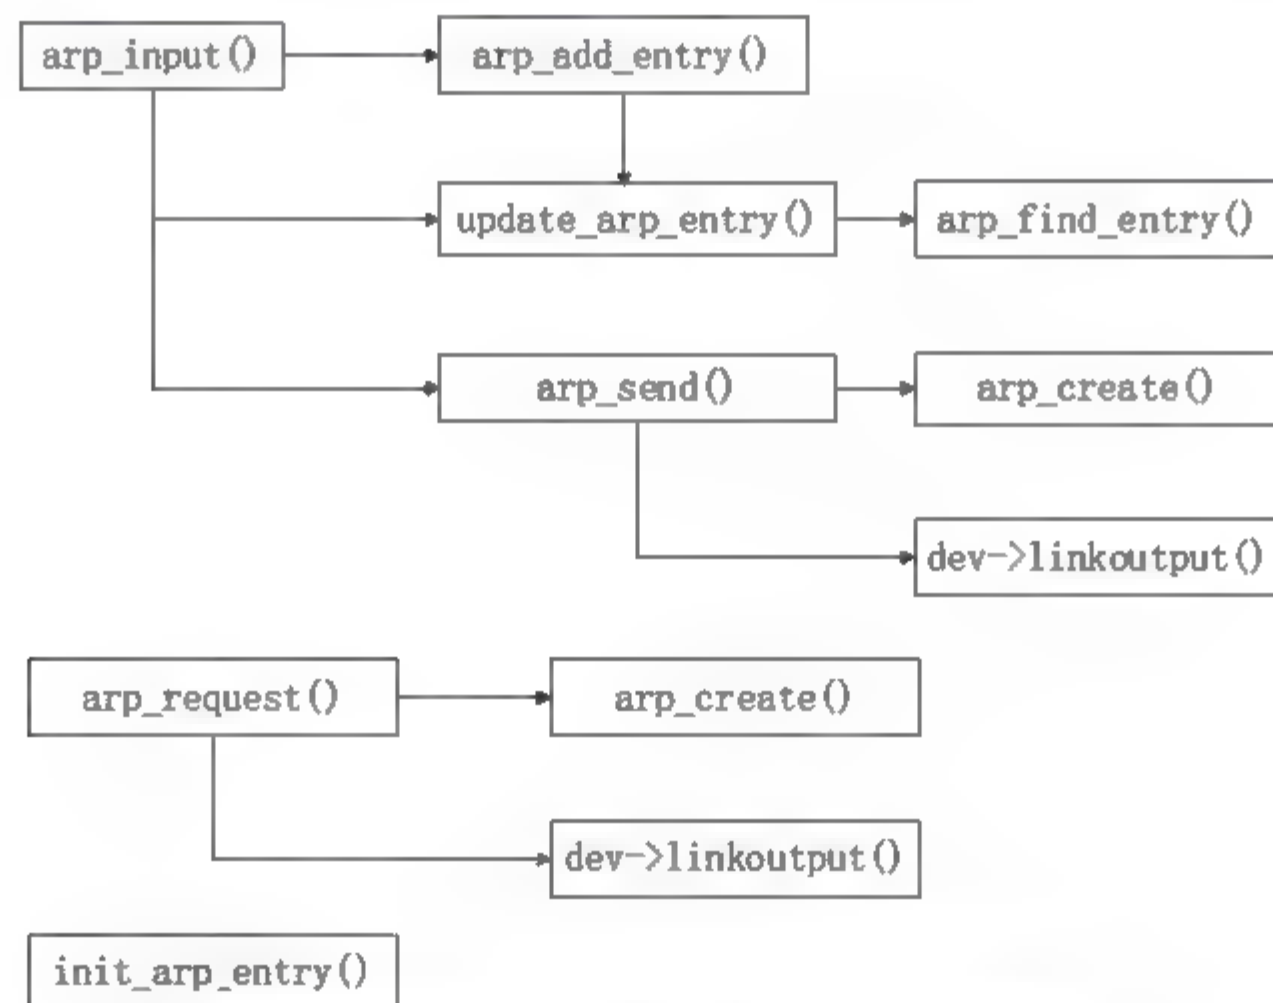 arp_input()
arp_add_entry()
update_arp_entry()
arp_find_entry()
arp_send()
arp_create()
dev->linkoutput()
arp_request()
arp_create()
dev->linkoutput()
init_arp_entry()